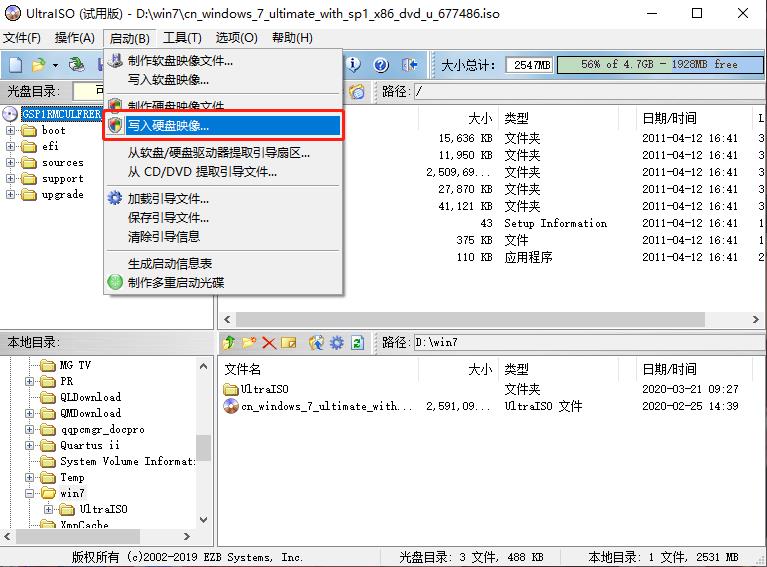 UltraISO (试用版) - D:\win7\cn_windows_7_ultimate_with_sp1_x86_dvd_u_677486.iso
文件(F) 操作(A) 启动(B) 工具(T) 选项(O) 帮助(H)
大小总计: 2547MB 56% of 4.7GB - 1928MB free
光盘目录: 可 路径: /
制作软盘映像文件...
写入软盘映像...
制作硬盘映像文件
写入硬盘映像...
从软盘/硬盘驱动器提取引导扇区...
从 CD/DVD 提取引导文件...
加载引导文件...
保存引导文件...
清除引导信息
生成启动信息表
制作多重启动光碟
GSP1RMCULFRER
boot
efi
sources
support
upgrade
大小 类型 日期/时间 L
15,636 KB 文件夹 2011-04-12 16:41 3
11,950 KB 文件夹 2011-04-12 16:41 3
2,509,69... 文件夹 2011-04-12 16:41 3
27,870 KB 文件夹 2011-04-12 16:41 3
41,121 KB 文件夹 2011-04-12 16:41 3
43 Setup Information 2011-04-12 16:41 3
375 KB 文件 2011-04-12 16:41 3
110 KB 应用程序 2011-04-12 16:41 2
本地目录: 路径: D:\win7
MG TV
PR
QLDownload
QMDownload
qqpcmgr_docpro
Quartus ii
System Volume Informat:
Temp
win7
UltraISO
XmpCache
文件名 大小 类型 日期/时间
UltraISO 文件夹 2020-03-21 09:27
cn_windows_7_ultimate_with... 2,591,09... UltraISO 文件 2020-02-25 14:39
版权所有 (c)2002-2019 EZB Systems, Inc. 光盘目录: 3 文件, 488 KB 本地目录: 1 文件, 2531 MB